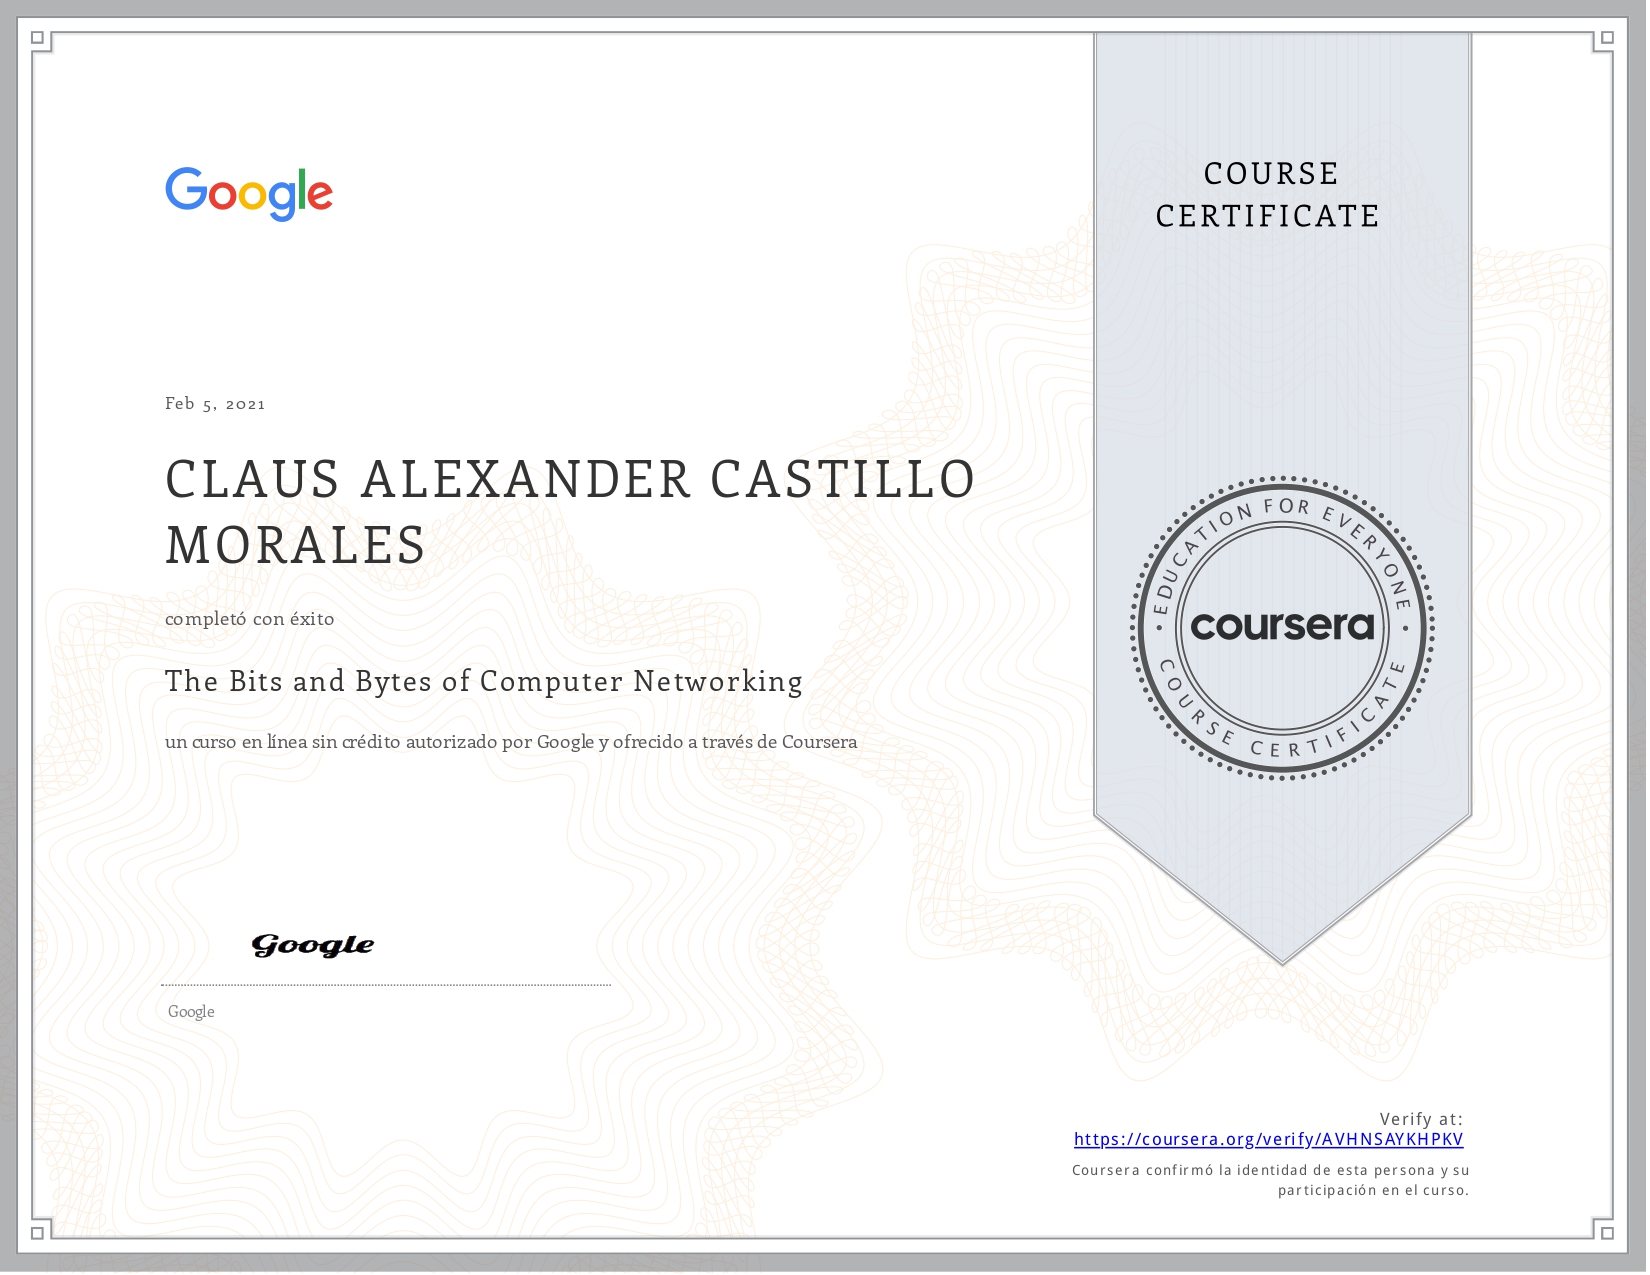 Google
COURSE
CERTIFICATE
Feb 5, 2021
CLAUS ALEXANDER CASTILLO
MORALES
completó con éxito
The Bits and Bytes of Computer Networking
un curso en línea sin crédito autorizado por Google y ofrecido a través de Coursera
EDUCATION FOR EVERYONE
coursera
COURSE CERTIFICATE
Google
Google
Verify at:
https://coursera.org/verify/AVHNSAYKHPKV
Coursera confirmó la identidad de esta persona y su
participación en el curso.